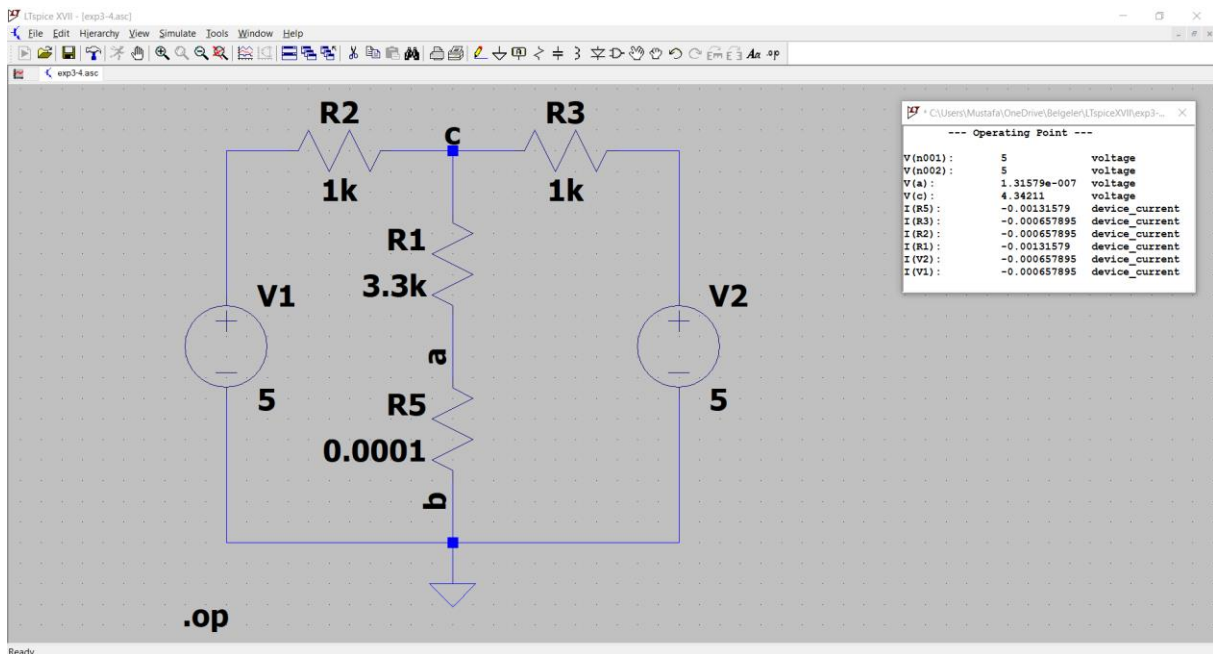 LTspice XVII - [exp3-4.asc]
File Edit Hierarchy View Simulate Tools Window Help
Aa .op
exp3-4.asc
R2
R3
c
1k
1k
R1
3.3k
V1
V2
a
5
5
R5
0.0001
b
.op
* C:\Users\Mustafa\OneDrive\Belgeler\LTspiceXVII\exp3-...
--- Operating Point ---
V(n001): 5 voltage
V(n002): 5 voltage
V(a): 1.31579e-007 voltage
V(c): 4.34211 voltage
I(R5): -0.00131579 device_current
I(R3): -0.000657895 device_current
I(R2): -0.000657895 device_current
I(R1): -0.00131579 device_current
I(V2): -0.000657895 device_current
I(V1): -0.000657895 device_current
Ready